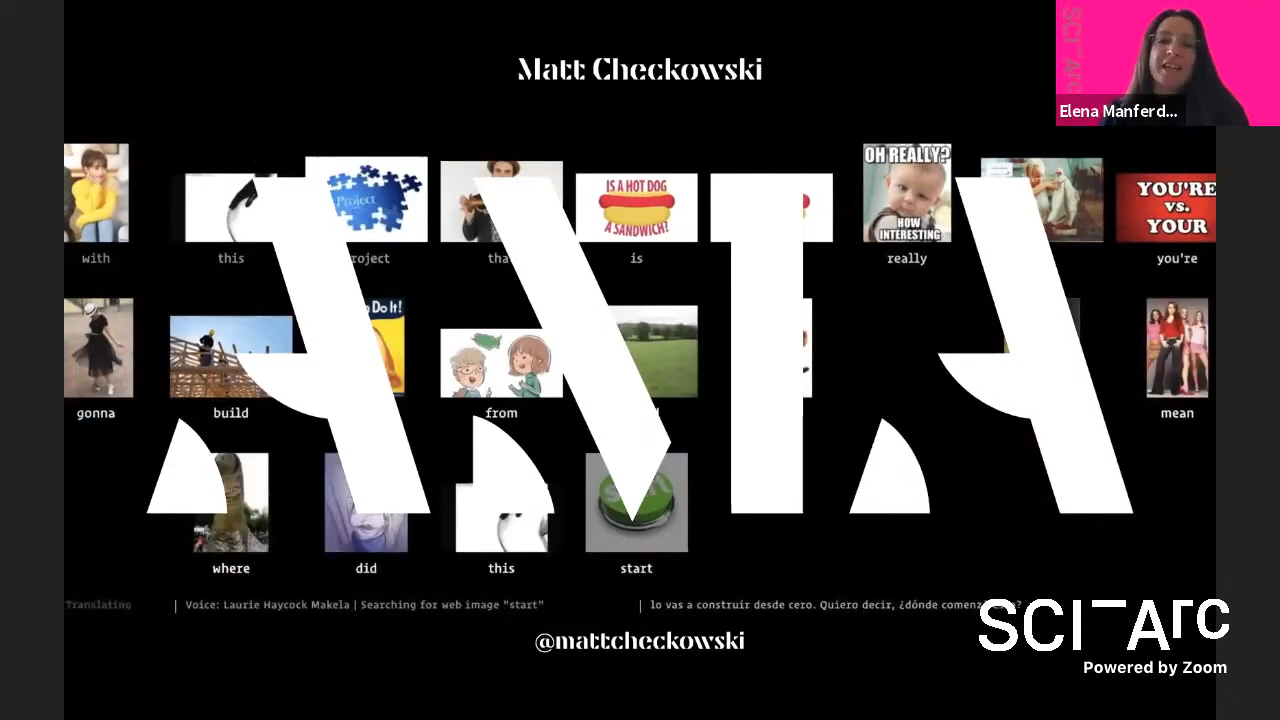 Matt Checkowski
SCI-Arc
Elena Manferd...
Project
IS A HOT DOG
A SANDWICH?
OH REALLY?
HOW
INTERESTING
YOU'RE
VS.
YOUR
with
this
roject
tha
is
really
you're
Do It!
gonna
build
from
mean
where
did
this
start
Translating
Voice: Laurie Haycock Makela | Searching for web image "start"
lo vas a construir desde cero. Quiero decir, ¿dónde
@mattcheckowski
SCI-Arc
Powered by Zoom